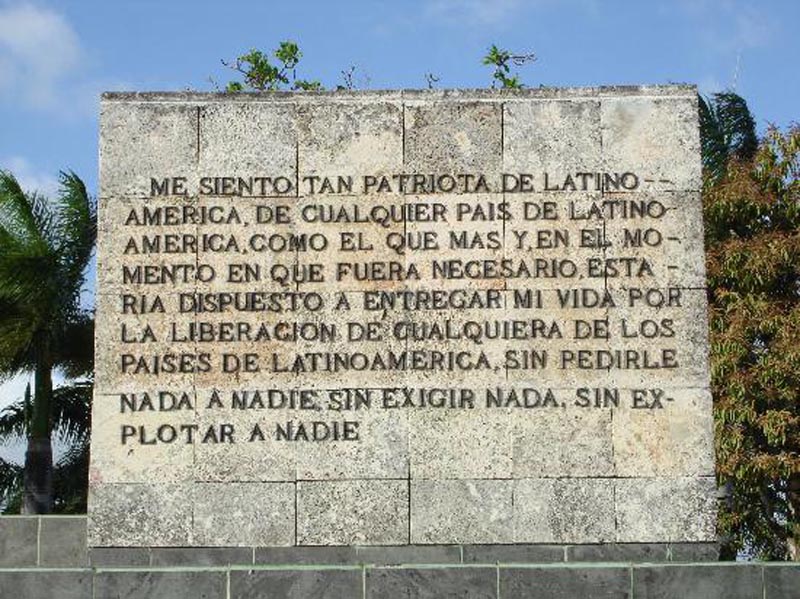 ME SIENTO TAN PATRIOTA DE LATINO--
AMERICA, DE CUALQUIER PAIS DE LATINO-
AMERICA, COMO EL QUE MAS Y, EN EL MO-
MENTO EN QUE FUERA NECESARIO, ESTA-
RIA DISPUESTO A ENTREGAR MI VIDA POR
LA LIBERACION DE CUALQUIERA DE LOS
PAISES DE LATINOAMERICA, SIN PEDIRLE
NADA A NADIE, SIN EXIGIR NADA, SIN EX-
PLOTAR A NADIE